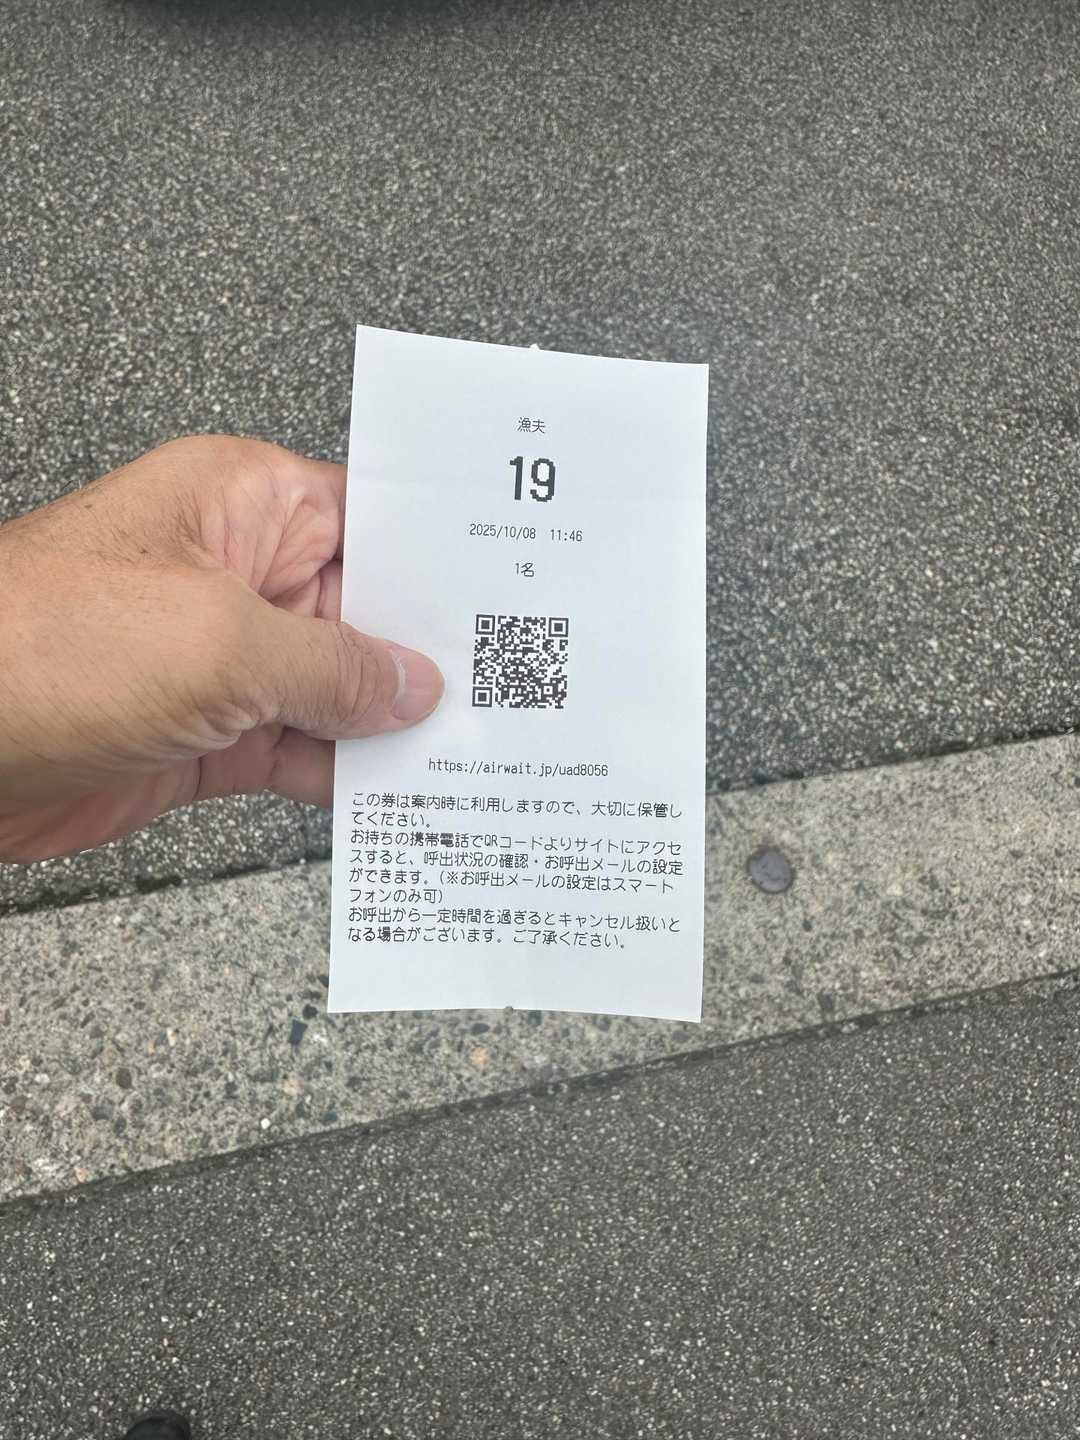 漁夫
19
2025/10/08 11:46
1名
https://airwait.jp/uad8056
この券は案内時に利用しますので、大切に保管し
てください。
お持ちの携帯電話でQRコードよりサイトにアクセ
スすると、呼出状況の確認・お呼出メールの設定
ができます。(※お呼出メールの設定はスマート
フォンのみ可)
お呼出から一定時間を過ぎるとキャンセル扱いと
なる場合がございます。ご了承ください。